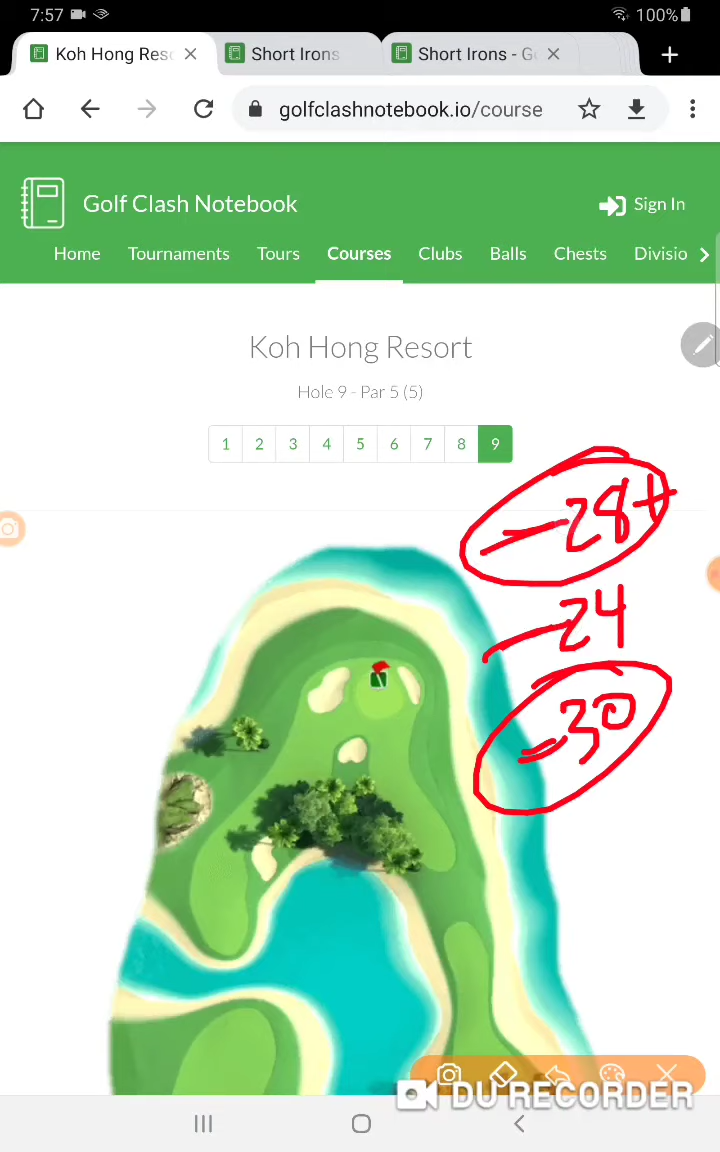 7:57 100%
Koh Hong Reso Short Irons Short Irons - Go
golfclashnotebook.io/course
Golf Clash Notebook Sign In
Home Tournaments Tours Courses Clubs Balls Chests Divisio
Koh Hong Resort
Hole 9 - Par 5 (5)
1 2 3 4 5 6 7 8 9
-28+
-24
-30
DU RECORDER